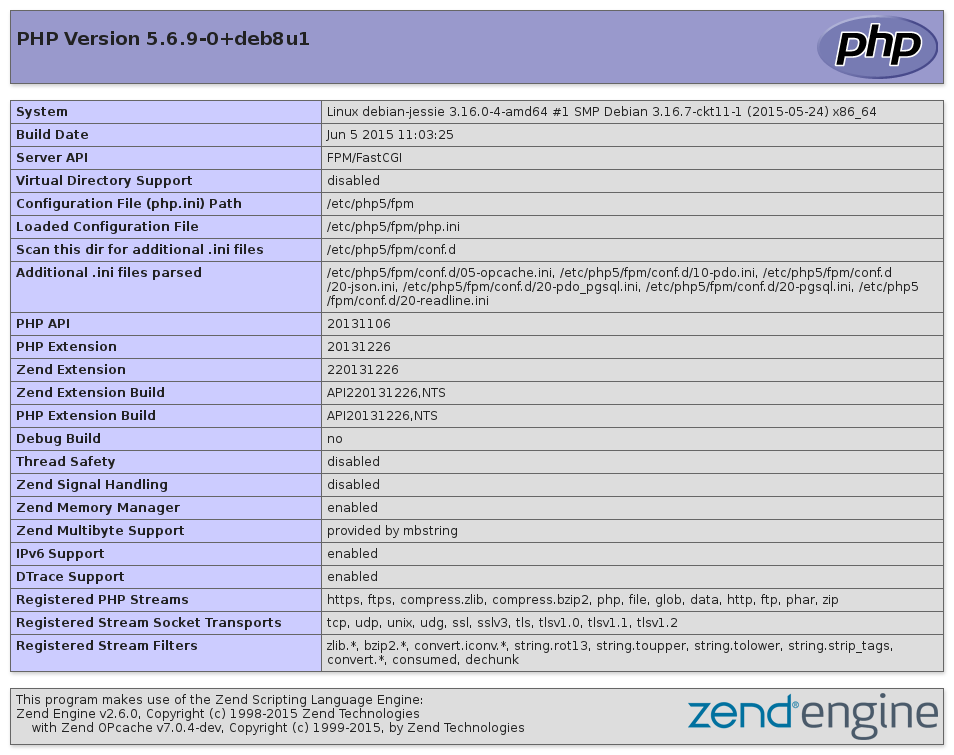 PHP Version 5.6.9-0+deb8u1
php
System Linux debian-jessie 3.16.0-4-amd64 #1 SMP Debian 3.16.7-ckt11-1 (2015-05-24) x86_64
Build Date Jun 5 2015 11:03:25
Server API FPM/FastCGI
Virtual Directory Support disabled
Configuration File (php.ini) Path /etc/php5/fpm
Loaded Configuration File /etc/php5/fpm/php.ini
Scan this dir for additional .ini files /etc/php5/fpm/conf.d
Additional .ini files parsed /etc/php5/fpm/conf.d/05-opcache.ini, /etc/php5/fpm/conf.d/10-pdo.ini, /etc/php5/fpm/conf.d
/20-json.ini, /etc/php5/fpm/conf.d/20-pdo_pgsql.ini, /etc/php5/fpm/conf.d/20-pgsql.ini, /etc/php5
/fpm/conf.d/20-readline.ini
PHP API 20131106
PHP Extension 20131226
Zend Extension 220131226
Zend Extension Build API220131226,NTS
PHP Extension Build API20131226,NTS
Debug Build no
Thread Safety disabled
Zend Signal Handling disabled
Zend Memory Manager enabled
Zend Multibyte Support provided by mbstring
IPv6 Support enabled
DTrace Support enabled
Registered PHP Streams https, ftps, compress.zlib, compress.bzip2, php, file, glob, data, http, ftp, phar, zip
Registered Stream Socket Transports tcp, udp, unix, udg, ssl, sslv3, tls, tlsv1.0, tlsv1.1, tlsv1.2
Registered Stream Filters zlib.*, bzip2.*, convert.iconv.*, string.rot13, string.toupper, string.tolower, string.strip_tags,
convert.*, consumed, dechunk
This program makes use of the Zend Scripting Language Engine:
Zend Engine v2.6.0, Copyright (c) 1998-2015 Zend Technologies
with Zend OPcache v7.0.4-dev, Copyright (c) 1999-2015, by Zend Technologies
zend® engine